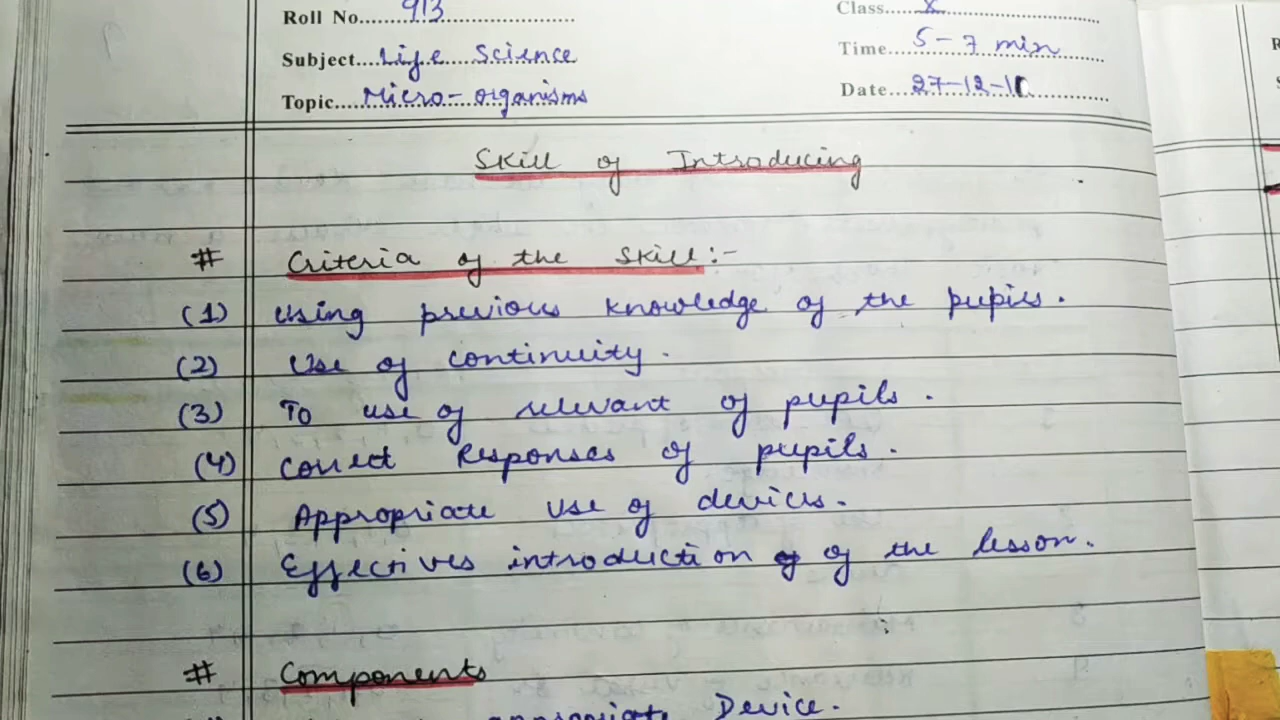 Roll No. 913
Class X
Subject Life Science
Time 5-7 min
Topic Micro-organisms
Date 27-12-1
Skill of Introducing
# Criteria of the Skill:-
(1) Using previous knowledge of the pupils.
(2) Use of continuity.
(3) To use of relevant of pupils.
(4) Correct Responses of pupils.
(5) Appropriate use of devices.
(6) Effectives introduction of of the lesson.
# Components
appropriate Device.